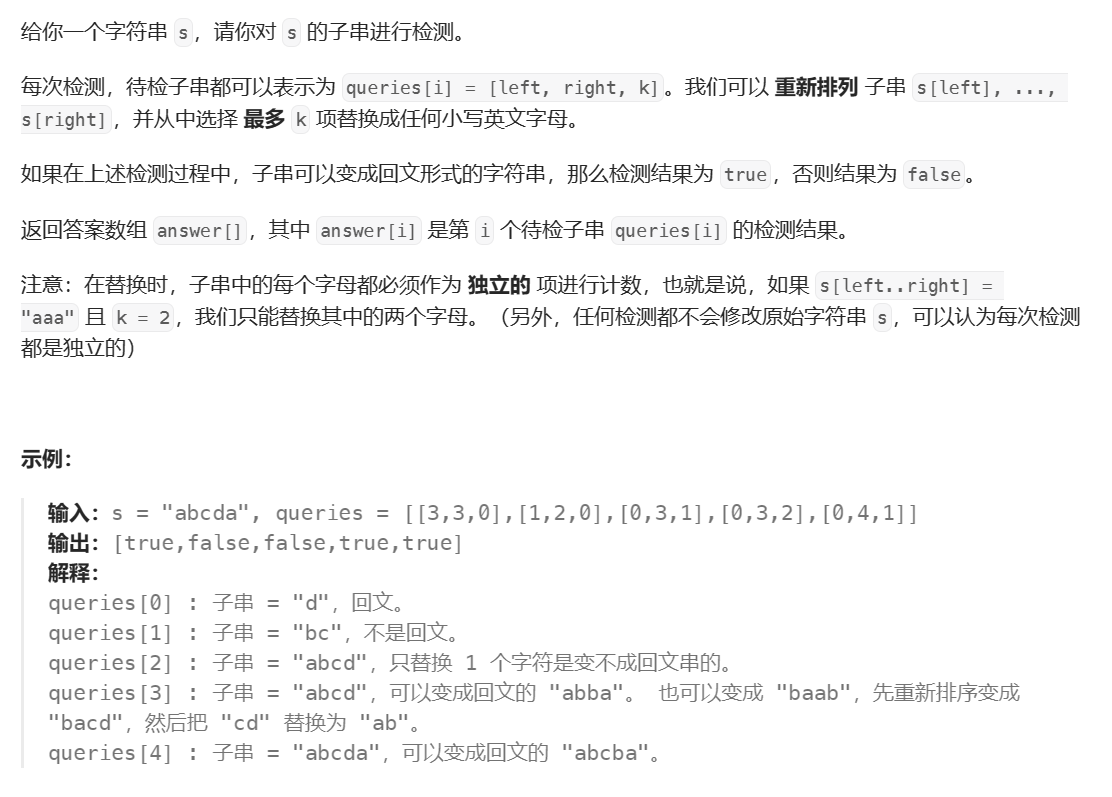 给你一个字符串 s，请你对 s 的子串进行检测。
每次检测，待检子串都可以表示为 queries[i] = [left, right, k]。我们可以 重新排列 子串 s[left], ...,
s[right]，并从中选择 最多 k 项替换成任何小写英文字母。
如果在上述检测过程中，子串可以变成回文形式的字符串，那么检测结果为 true，否则结果为 false。
返回答案数组 answer[]，其中 answer[i] 是第 i 个待检子串 queries[i] 的检测结果。
注意：在替换时，子串中的每个字母都必须作为 独立的 项进行计数，也就是说，如果 s[left..right] =
"aaa" 且 k = 2，我们只能替换其中的两个字母。（另外，任何检测都不会修改原始字符串 s，可以认为每次检测
都是独立的）
示例：
输入：s = "abcda", queries = [[3,3,0],[1,2,0],[0,3,1],[0,3,2],[0,4,1]]
输出：[true,false,false,true,true]
解释：
queries[0] : 子串 = "d"，回文。
queries[1] : 子串 = "bc"，不是回文。
queries[2] : 子串 = "abcd"，只替换 1 个字符是变不成回文串的。
queries[3] : 子串 = "abcd"，可以变成回文的 "abba"。 也可以变成 "baab"，先重新排序变成
"bacd"，然后把 "cd" 替换为 "ab"。
queries[4] : 子串 = "abcda"，可以变成回文的 "abcba"。